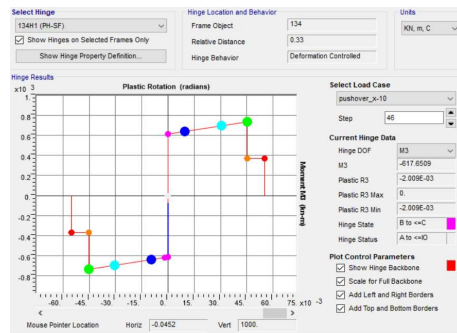 Select Hinge
134H1 (PH-SF)
Show Hinges on Selected Frames Only
Show Hinge Property Definition...
Hinge Location and Behavior
Frame Object 134
Relative Distance 0.33
Hinge Behavior Deformation Controlled
Units
KN, m, C
Hinge Results
x10 3
Plastic Rotation (radians)
1.
0.8
0.6
0.4
0.2
0.
-0.2
-0.4
-0.6
-0.8
Moment M3 (kn-m)
-60. -45. -30. -15. 0. 15. 30. 45. 60. 75. x10 -3
Mouse Pointer Location Horiz -0.0452 Vert 1000.
Select Load Case
pushover_x-10
Step 46
Current Hinge Data
Hinge DOF M3
M3 -617.6509
Plastic R3 -2.009E-03
Plastic R3 Max 0.
Plastic R3 Min -2.009E-03
Hinge State B to <=C
Hinge Status A to <=IO
Plot Control Parameters
Show Hinge Backbone
Scale for Full Backbone
Add Left and Right Borders
Add Top and Bottom Borders